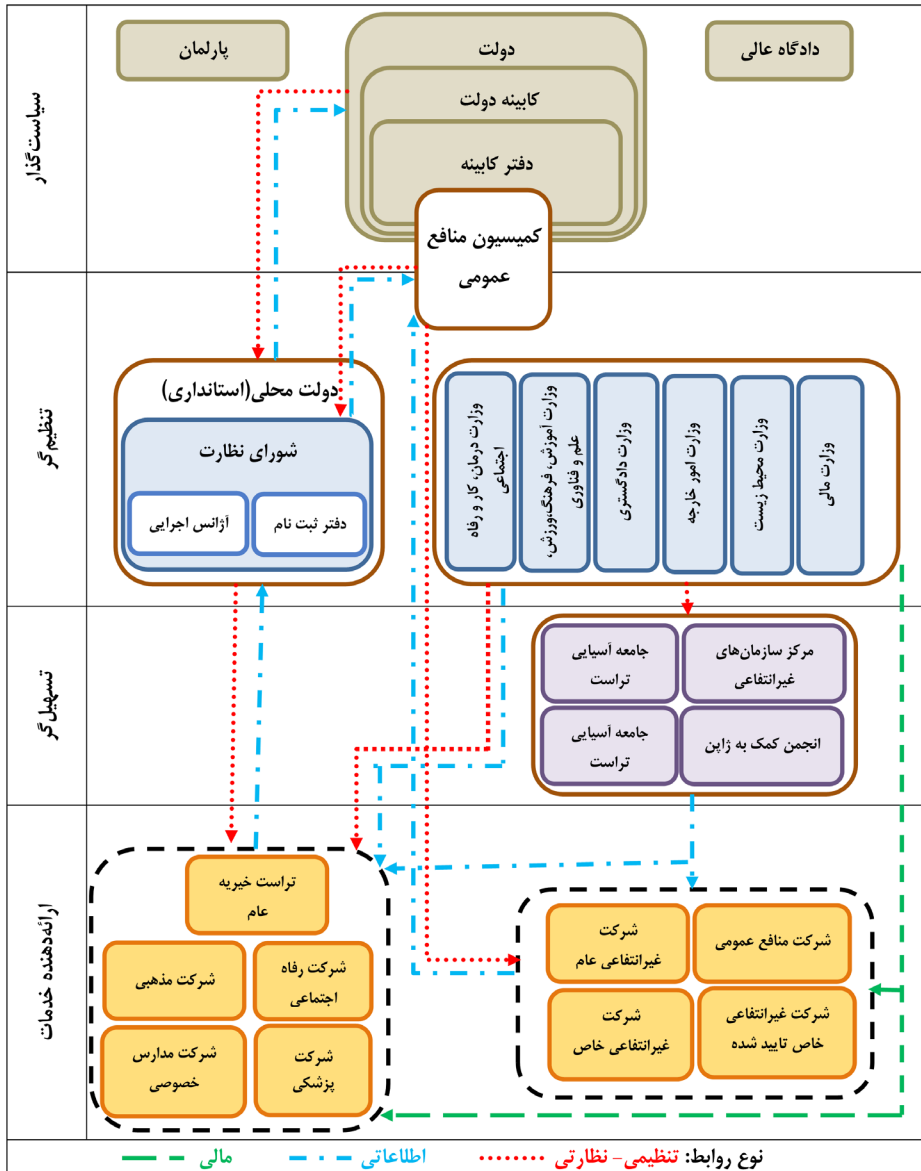 سیاست‌گذار
دادگاه عالی
دولت
پارلمان
کابینه دولت
دفتر کابینه
کمیسیون منافع
عمومی
تنظیم‌گر
دولت محلی(استانداری)
شورای نظارت
دفتر ثبت نام
آژانس اجرایی
وزارت مالی
وزارت محیط زیست
وزارت امور خارجه
وزارت دادگستری
وزارت آموزش، فرهنگ،ورزش،
علم و فناوری
وزارت درمان، کار و رفاه
اجتماعی
تسهیل‌گر
مرکز سازمان‌های
غیرانتفاعی
جامعه آسیایی
تراست
انجمن کمک به ژاپن
جامعه آسیایی
تراست
ارائه‌دهنده خدمات
شرکت منافع عمومی
شرکت
غیرانتفاعی عام
شرکت غیرانتفاعی
خاص تایید شده
شرکت
غیرانتفاعی خاص
تراست خیریه
عام
شرکت رفاه
اجتماعی
شرکت مذهبی
شرکت
پزشکی
شرکت مدارس
خصوصی
نوع روابط: تنظیمی- نظارتی اطلاعاتی مالی